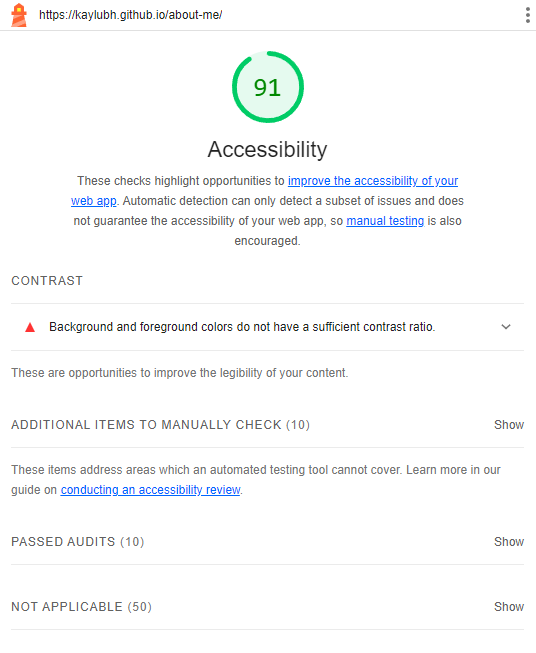 https://kaylubh.github.io/about-me/
91
Accessibility
These checks highlight opportunities to improve the accessibility of your
web app. Automatic detection can only detect a subset of issues and does
not guarantee the accessibility of your web app, so manual testing is also
encouraged.
CONTRAST
Background and foreground colors do not have a sufficient contrast ratio.
These are opportunities to improve the legibility of your content.
ADDITIONAL ITEMS TO MANUALLY CHECK (10) Show
These items address areas which an automated testing tool cannot cover. Learn more in our
guide on conducting an accessibility review.
PASSED AUDITS (10) Show
NOT APPLICABLE (50) Show